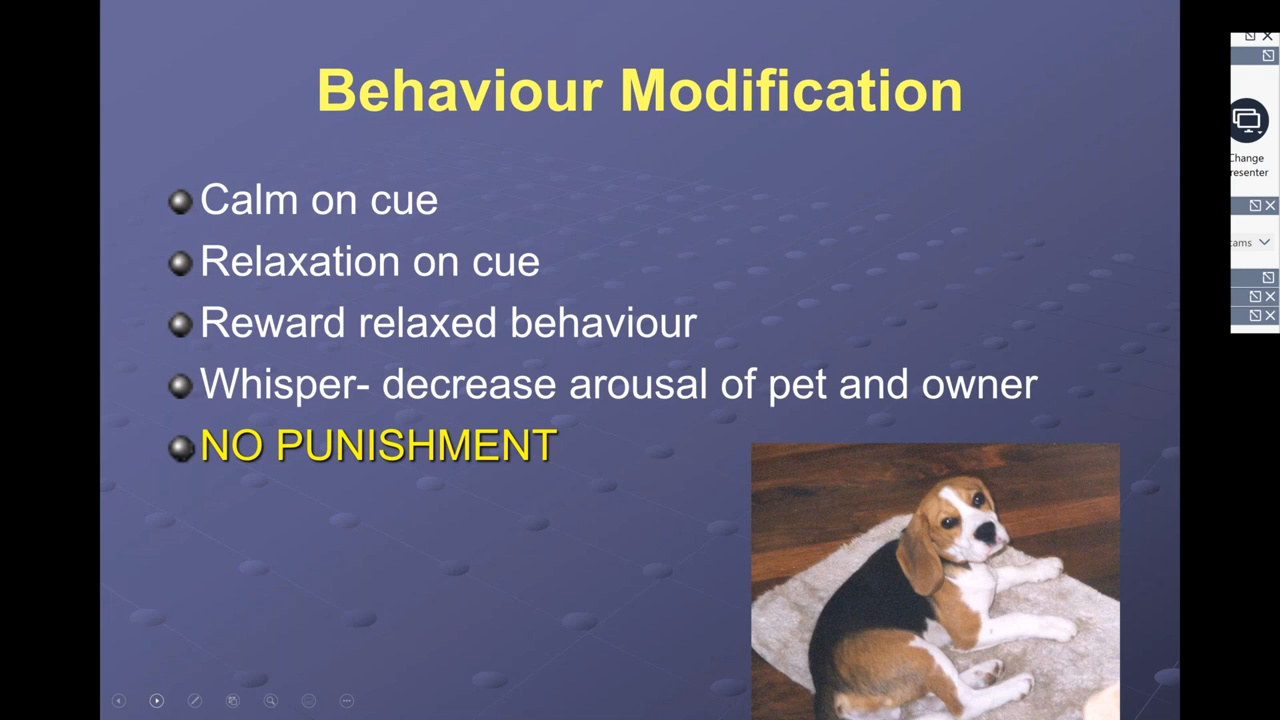 Behaviour Modification
Calm on cue
Relaxation on cue
Reward relaxed behaviour
Whisper- decrease arousal of pet and owner
NO PUNISHMENT
Change
resenter